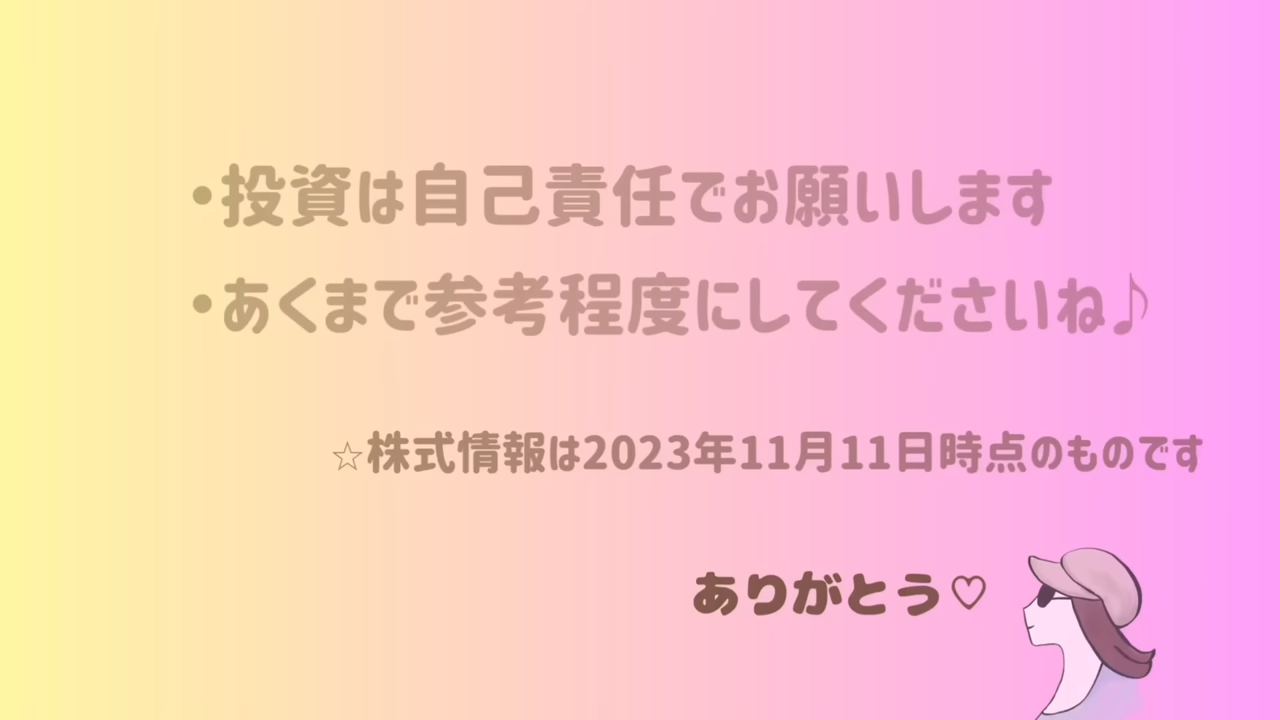 •投資は自己責任でお願いします
•あくまで参考程度にしてくださいね♪
☆株式情報は2023年11月11日時点のものです
ありがとう♡